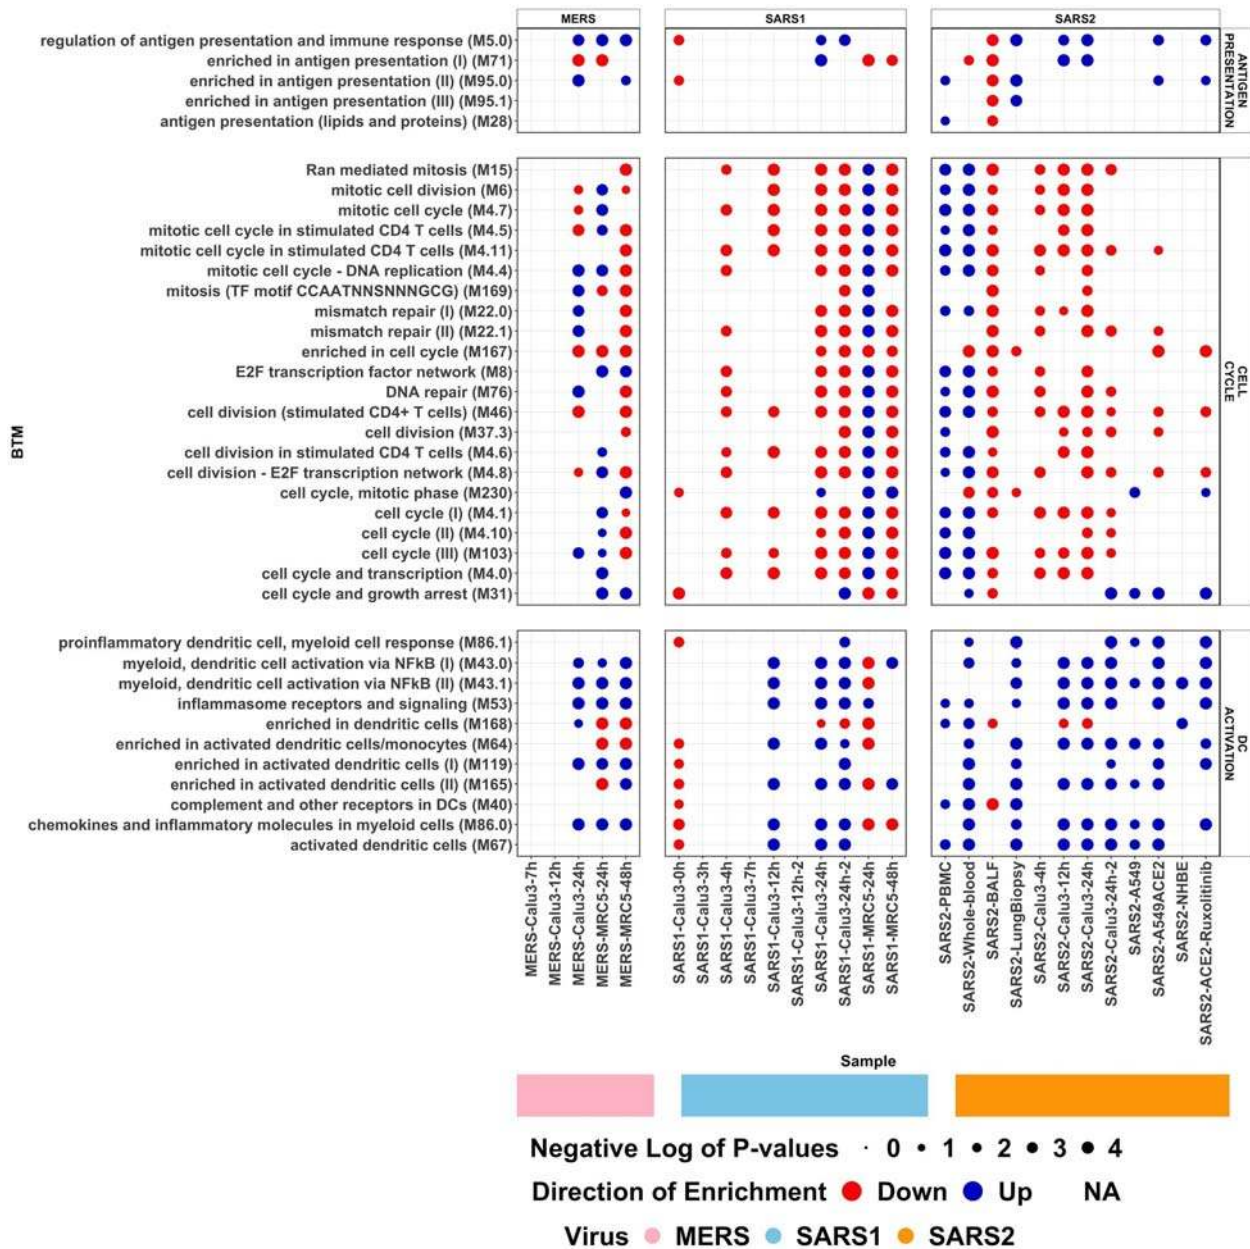 MERS
SARS1
SARS2
regulation of antigen presentation and immune response (M5.0)
enriched in antigen presentation (I) (M71)
enriched in antigen presentation (II) (M95.0)
enriched in antigen presentation (III) (M95.1)
antigen presentation (lipids and proteins) (M28)
ANTIGEN
PRESENTATION
Ran mediated mitosis (M15)
mitotic cell division (M6)
mitotic cell cycle (M4.7)
mitotic cell cycle in stimulated CD4 T cells (M4.5)
mitotic cell cycle in stimulated CD4 T cells (M4.11)
mitotic cell cycle - DNA replication (M4.4)
mitosis (TF motif CCAATNNSNNNGCG) (M169)
mismatch repair (I) (M22.0)
mismatch repair (II) (M22.1)
enriched in cell cycle (M167)
E2F transcription factor network (M8)
DNA repair (M76)
cell division (stimulated CD4+ T cells) (M46)
cell division (M37.3)
cell division in stimulated CD4 T cells (M4.6)
cell division - E2F transcription network (M4.8)
cell cycle, mitotic phase (M230)
cell cycle (I) (M4.1)
cell cycle (II) (M4.10)
cell cycle (III) (M103)
cell cycle and transcription (M4.0)
cell cycle and growth arrest (M31)
CELL
CYCLE
BTM
proinflammatory dendritic cell, myeloid cell response (M86.1)
myeloid, dendritic cell activation via NFkB (I) (M43.0)
myeloid, dendritic cell activation via NFkB (II) (M43.1)
inflammasome receptors and signaling (M53)
enriched in dendritic cells (M168)
enriched in activated dendritic cells/monocytes (M64)
enriched in activated dendritic cells (I) (M119)
enriched in activated dendritic cells (II) (M165)
complement and other receptors in DCs (M40)
chemokines and inflammatory molecules in myeloid cells (M86.0)
activated dendritic cells (M67)
DC
ACTIVATION
MERS-Calu3-7h
MERS-Calu3-12h
MERS-Calu3-24h
MERS-MRC5-24h
MERS-MRC5-48h
SARS1-Calu3-0h
SARS1-Calu3-3h
SARS1-Calu3-4h
SARS1-Calu3-7h
SARS1-Calu3-12h
SARS1-Calu3-12h-2
SARS1-Calu3-24h
SARS1-Calu3-24h-2
SARS1-MRC5-24h
SARS1-MRC5-48h
SARS2-PBMC
SARS2-Whole-blood
SARS2-BALF
SARS2-LungBiopsy
SARS2-Calu3-4h
SARS2-Calu3-12h
SARS2-Calu3-24h
SARS2-Calu3-24h-2
SARS2-A549
SARS2-A549ACE2
SARS2-NHBE
SARS2-ACE2-Ruxolitinib
Sample
Negative Log of P-values 0 1 2 3 4
Direction of Enrichment Down Up NA
Virus MERS SARS1 SARS2